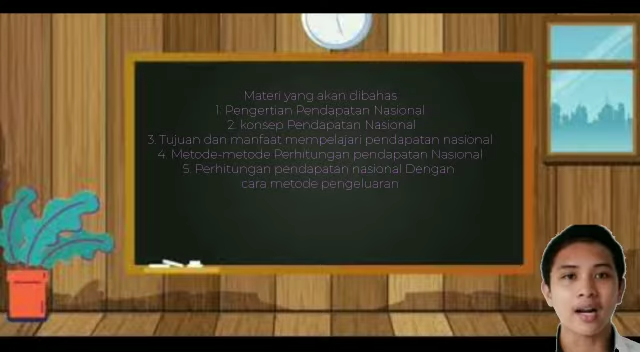 Materi yang akan dibahas
1. Pengertian Pendapatan Nasional
2. konsep Pendapatan Nasional
3. Tujuan dan manfaat mempelajari pendapatan nasional
4. Metode-metode Perhitungan pendapatan Nasional
5. Perhitungan pendapatan nasional Dengan
cara metode pengeluaran